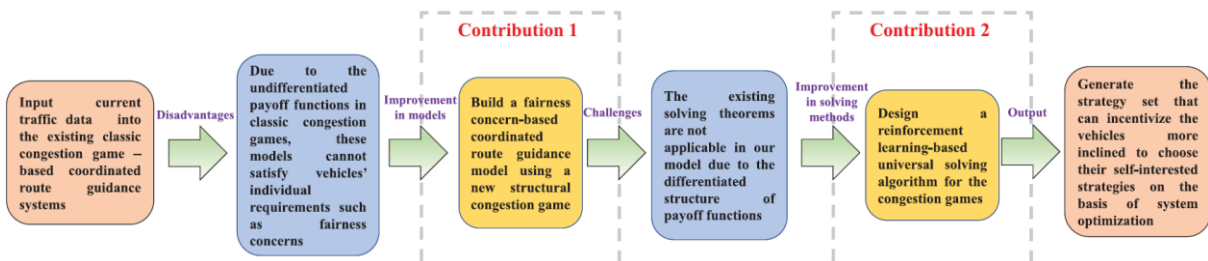 Contribution 1
Contribution 2
Input current
traffic data into
the existing classic
congestion game –
based coordinated
route guidance
systems
Disadvantages
Due to the
undifferentiated
payoff functions in
classic congestion
games, these
models cannot
satisfy vehicles'
individual
requirements such
as fairness
concerns
Improvement
in models
Build a fairness
concern-based
coordinated
route guidance
model using a
new structural
congestion game
Challenges
The existing
solving theorems
are not
applicable in our
model due to the
differentiated
structure of
payoff functions
Improvement
in solving
methods
Design a
reinforcement
learning-based
universal solving
algorithm for the
congestion games
Output
Generate the
strategy set that
can incentivize the
vehicles more
inclined to choose
their self-interested
strategies on the
basis of system
optimization